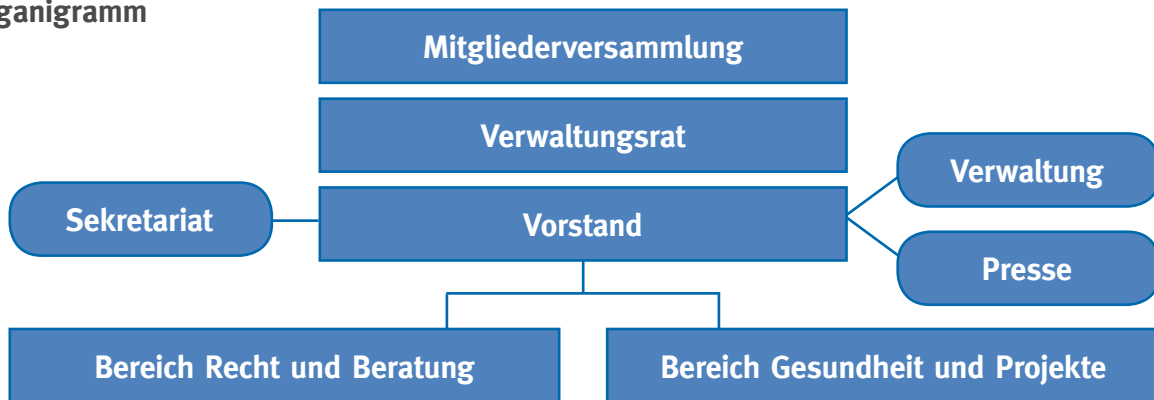 ganigramm
Mitgliederversammlung
Verwaltungsrat
Verwaltung
Sekretariat
Vorstand
Presse
Bereich Recht und Beratung
Bereich Gesundheit und Projekte